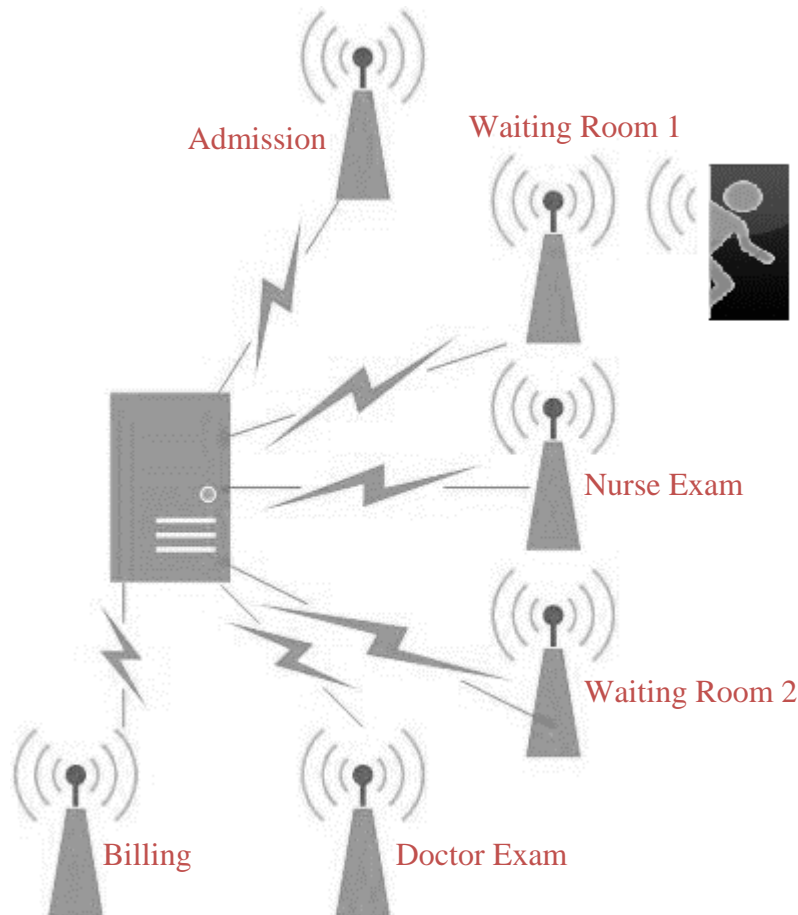 Admission
Waiting Room 1
Nurse Exam
Waiting Room 2
Billing
Doctor Exam